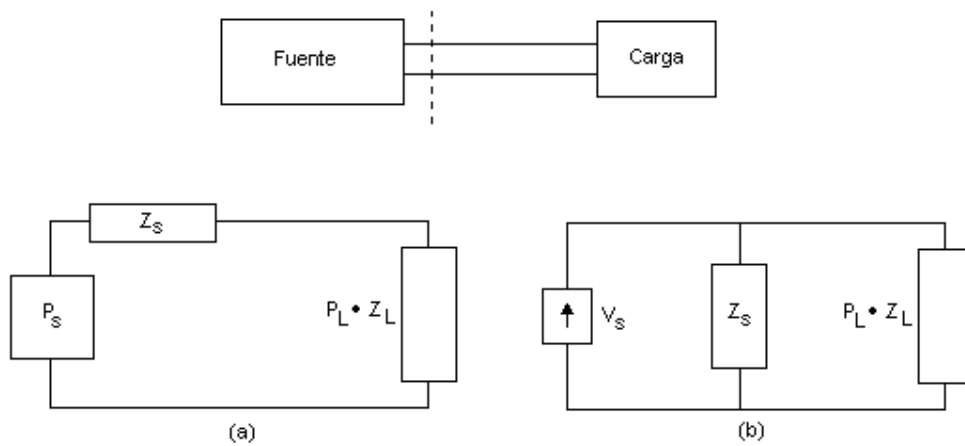 Fuente
Carga
Z_S
P_S
P_L • Z_L
(a)
V_S
Z_S
P_L • Z_L
(b)